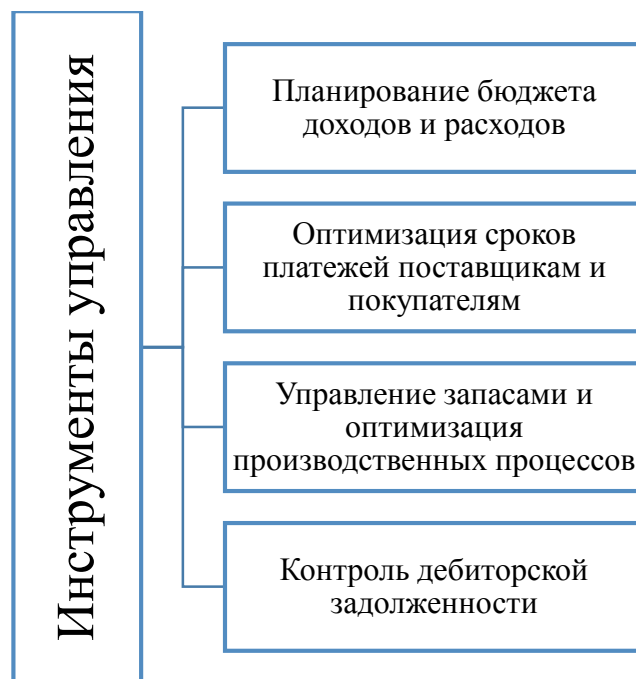 Инструменты управления
Планирование бюджета
доходов и расходов
Оптимизация сроков
платежей поставщикам и
покупателям
Управление запасами и
оптимизация
производственных процессов
Контроль дебиторской
задолженности